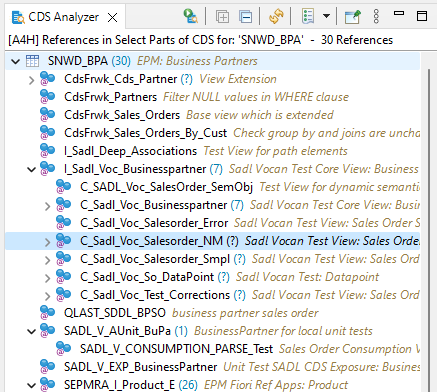 CDS Analyzer
[A4H] References in Select Parts of CDS for: 'SNWD_BPA' - 30 References
SNWD_BPA (30) EPM: Business Partners
CdsFrwk_Cds_Partner (?) View Extension
CdsFrwk_Partners Filter NULL values in WHERE clause
CdsFrwk_Sales_Orders Base view which is extended
CdsFrwk_Sales_Orders_By_Cust Check group by and joins are uncha
I_Sadl_Deep_Associations Test View for path elements
I_Sadl_Voc_Businesspartner (7) Sadl Vocan Test Core View: Business
C_SADL_Voc_SalesOrder_SemObj Test View for dynamic semanti
C_Sadl_Voc_Businesspartner (7) Sadl Vocan Test Core View: Busin
C_Sadl_Voc_Salesorder_Error Sadl Vocan Test View: Sales Order S
C_Sadl_Voc_Salesorder_NM (?) Sadl Vocan Test View: Sales Orde
C_Sadl_Voc_Salesorder_Smpl (?) Sadl Vocan Test View: Sales Ord
C_Sadl_Voc_So_DataPoint (?) Sadl Vocan Test: Datapoint
C_Sadl_Voc_Test_Corrections (?) Sadl Vocan Test View: Sales Ord
QLAST_SDDL_BPSO business partner sales order
SADL_V_AUnit_BuPa (1) BusinessPartner for local unit tests
SADL_V_CONSUMPTION_PARSE_Test Sales Order Consumption V
SADL_V_EXP_BusinessPartner Unit Test SADL CDS Exposure: Busines
SEPMRA_I_Product_E (26) EPM Fiori Ref Apps: Product